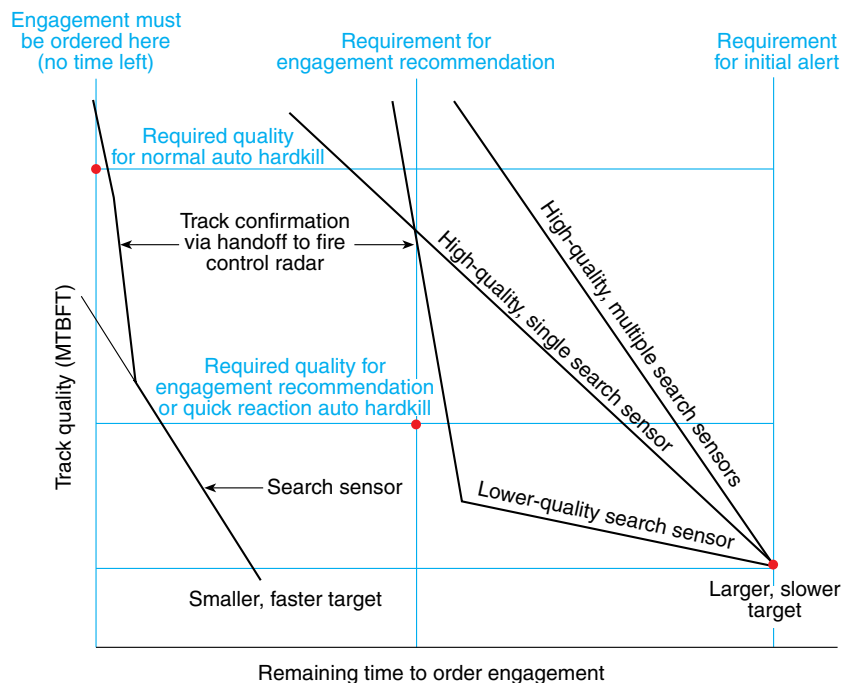 Engagement must
be ordered here
(no time left)
Requirement for
engagement recommendation
Requirement
for initial alert
Required quality
for normal auto hardkill
Track confirmation
via handoff to fire
control radar
High-quality, single search sensor
High-quality, multiple search sensors
Track quality (MTBFT)
Required quality for
engagement recommendation
or quick reaction auto hardkill
Search sensor
Lower-quality search sensor
Smaller, faster target
Larger, slower
target
Remaining time to order engagement